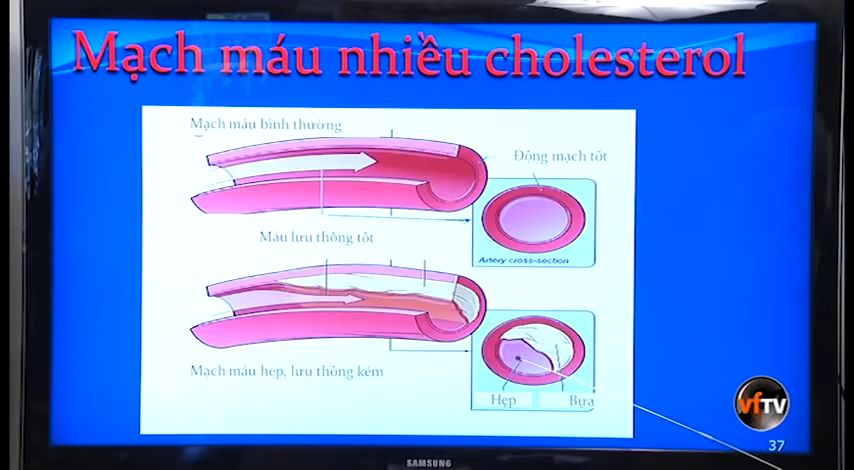 Mạch máu nhiều cholesterol
Mạch máu bình thường
Động mạch tốt
Artery cross-section
Máu lưu thông tốt
Mạch máu hẹp, lưu thông kém
Hẹp
Bựa
vfTV
37
SAMSUNG